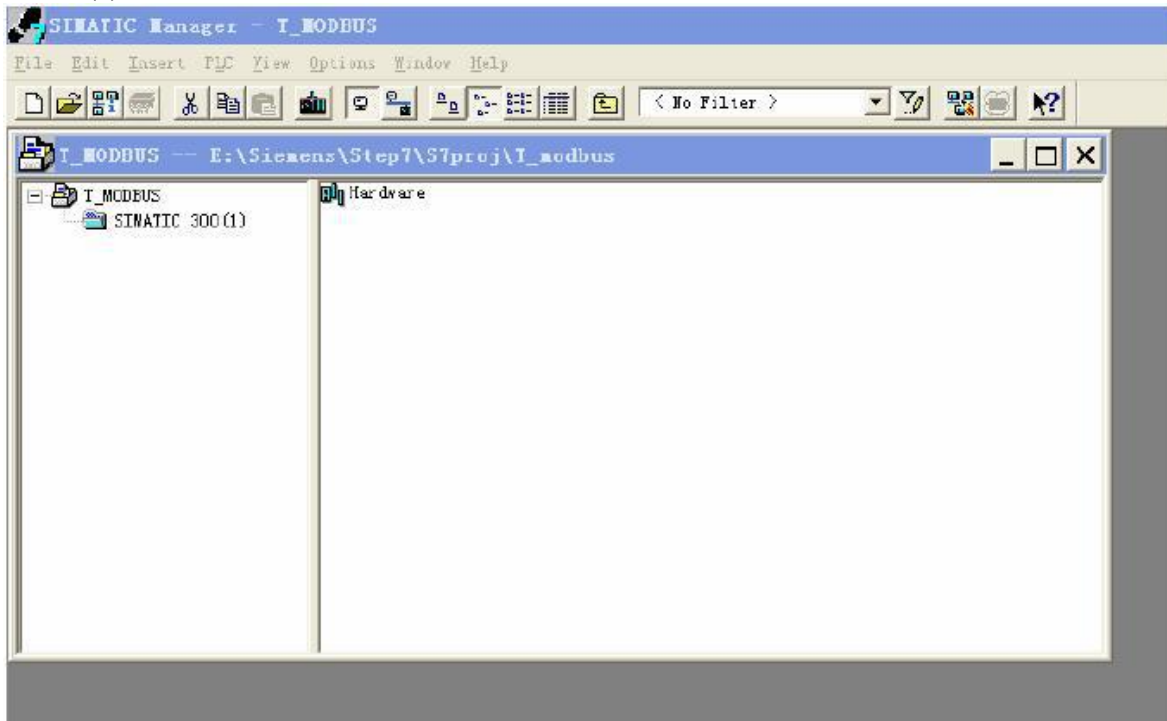 SIMATIC Manager - T_MODBUS
File Edit Insert PLC View Options Window Help
< No Filter >
T_MODBUS -- E:\Siemens\Step7\S7proj\T_modbus
T_MODBUS
Hardware
SIMATIC 300(1)